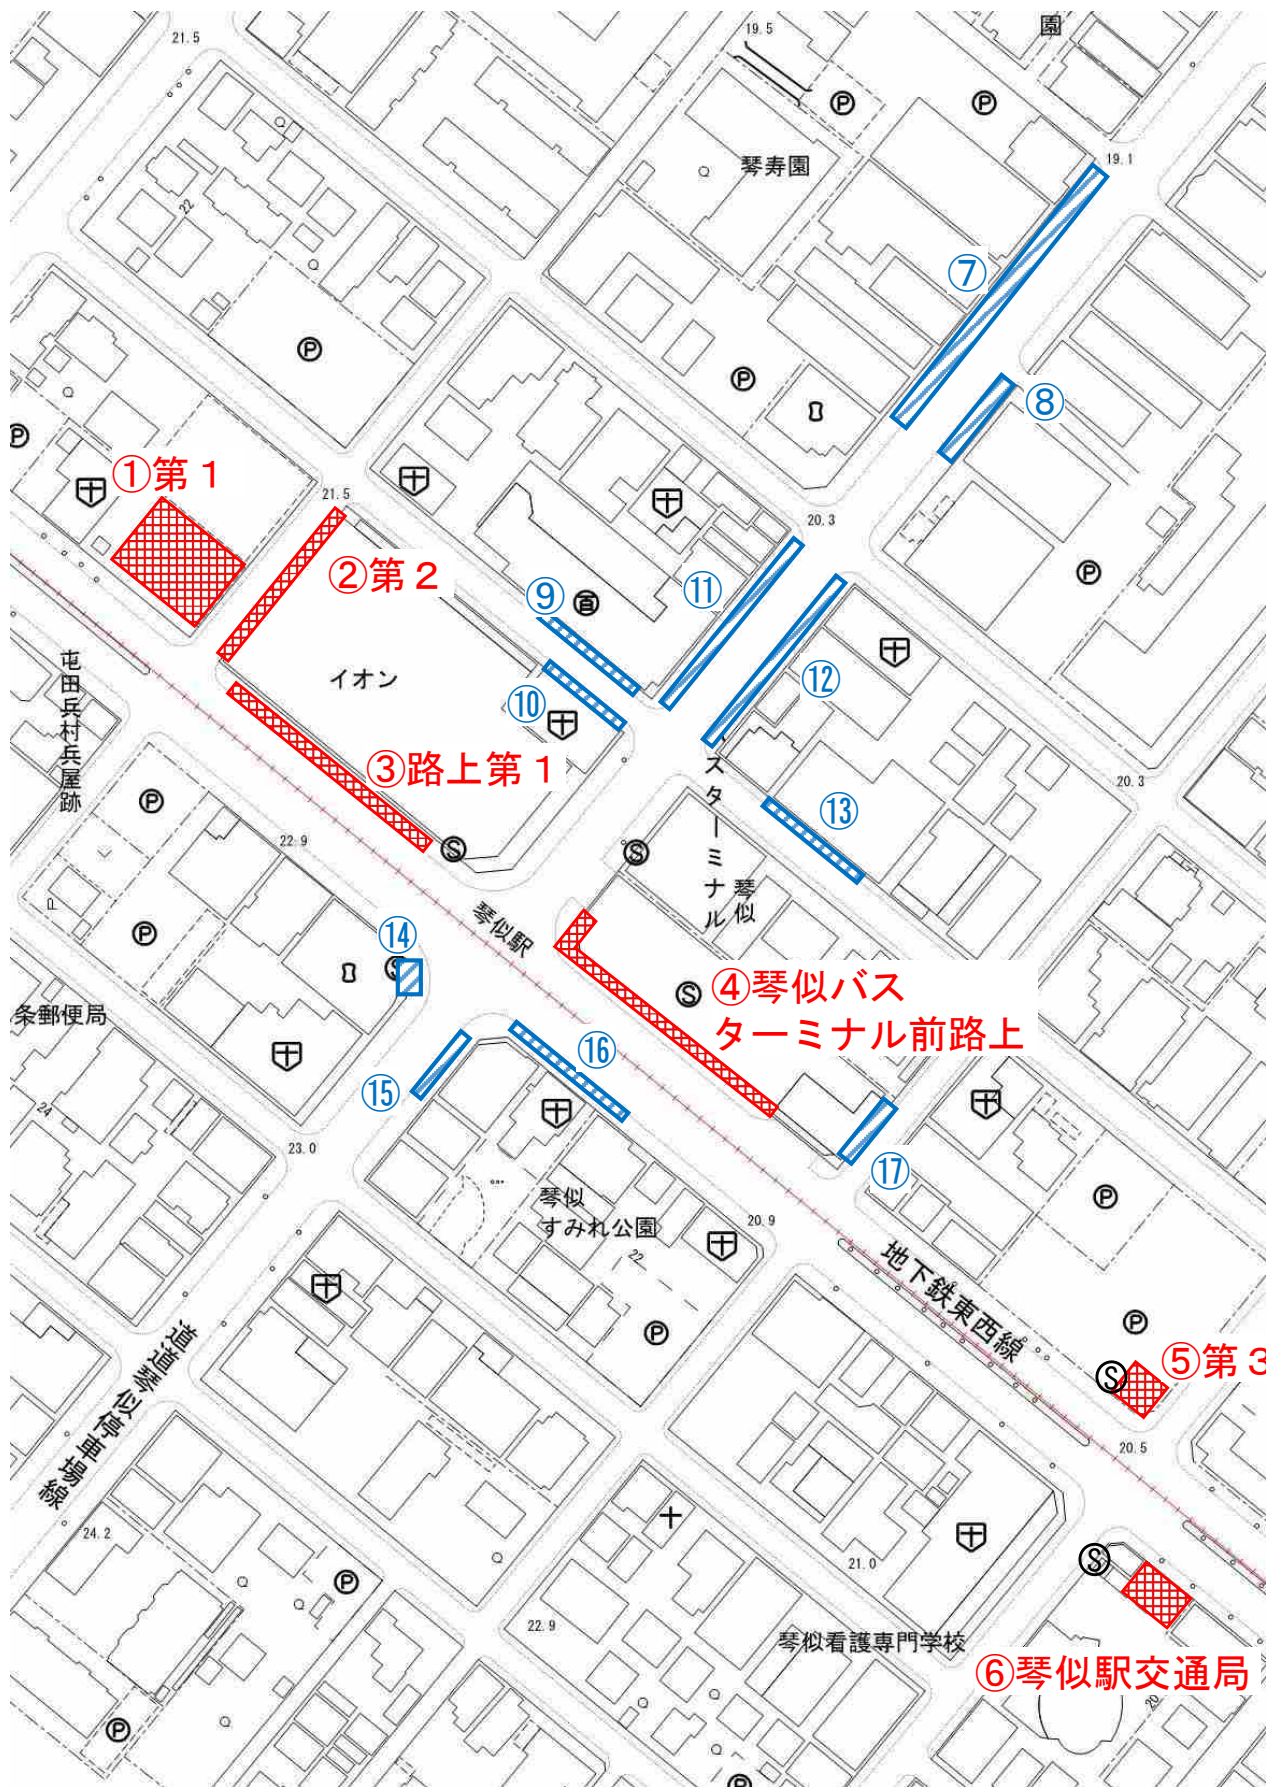 園
21.5
19.5
Ⓟ
Ⓟ
19.1
琴寿園
22
⑦
Ⓟ
Ⓟ
⑧
Ⓟ
①第１
21.5
②第２
20.3
Ⓟ
⑨
⑪
屯田兵村兵屋跡
イオン
⑩
⑫
③路上第１
20.3
Ⓟ
22.9
スターミナル
琴似
⑬
Ⓢ
Ⓢ
P
Ⓟ
琴似駅
⑭
Ⓢ
条郵便局
④琴似バス
ターミナル前路上
Ⓢ
⑯
⑮
24
23.0
⑰
琴似
すみれ公園
22
20.9
Ⓟ
Ⓟ
地下鉄東西線
Ⓟ
道道琴似停車場線
Ⓢ
⑤第３
20.5
24.2
Ⓟ
21.0
Ⓢ
22.9
琴似看護専門学校
⑥琴似駅交通局
20.
Ⓟ
Ⓟ